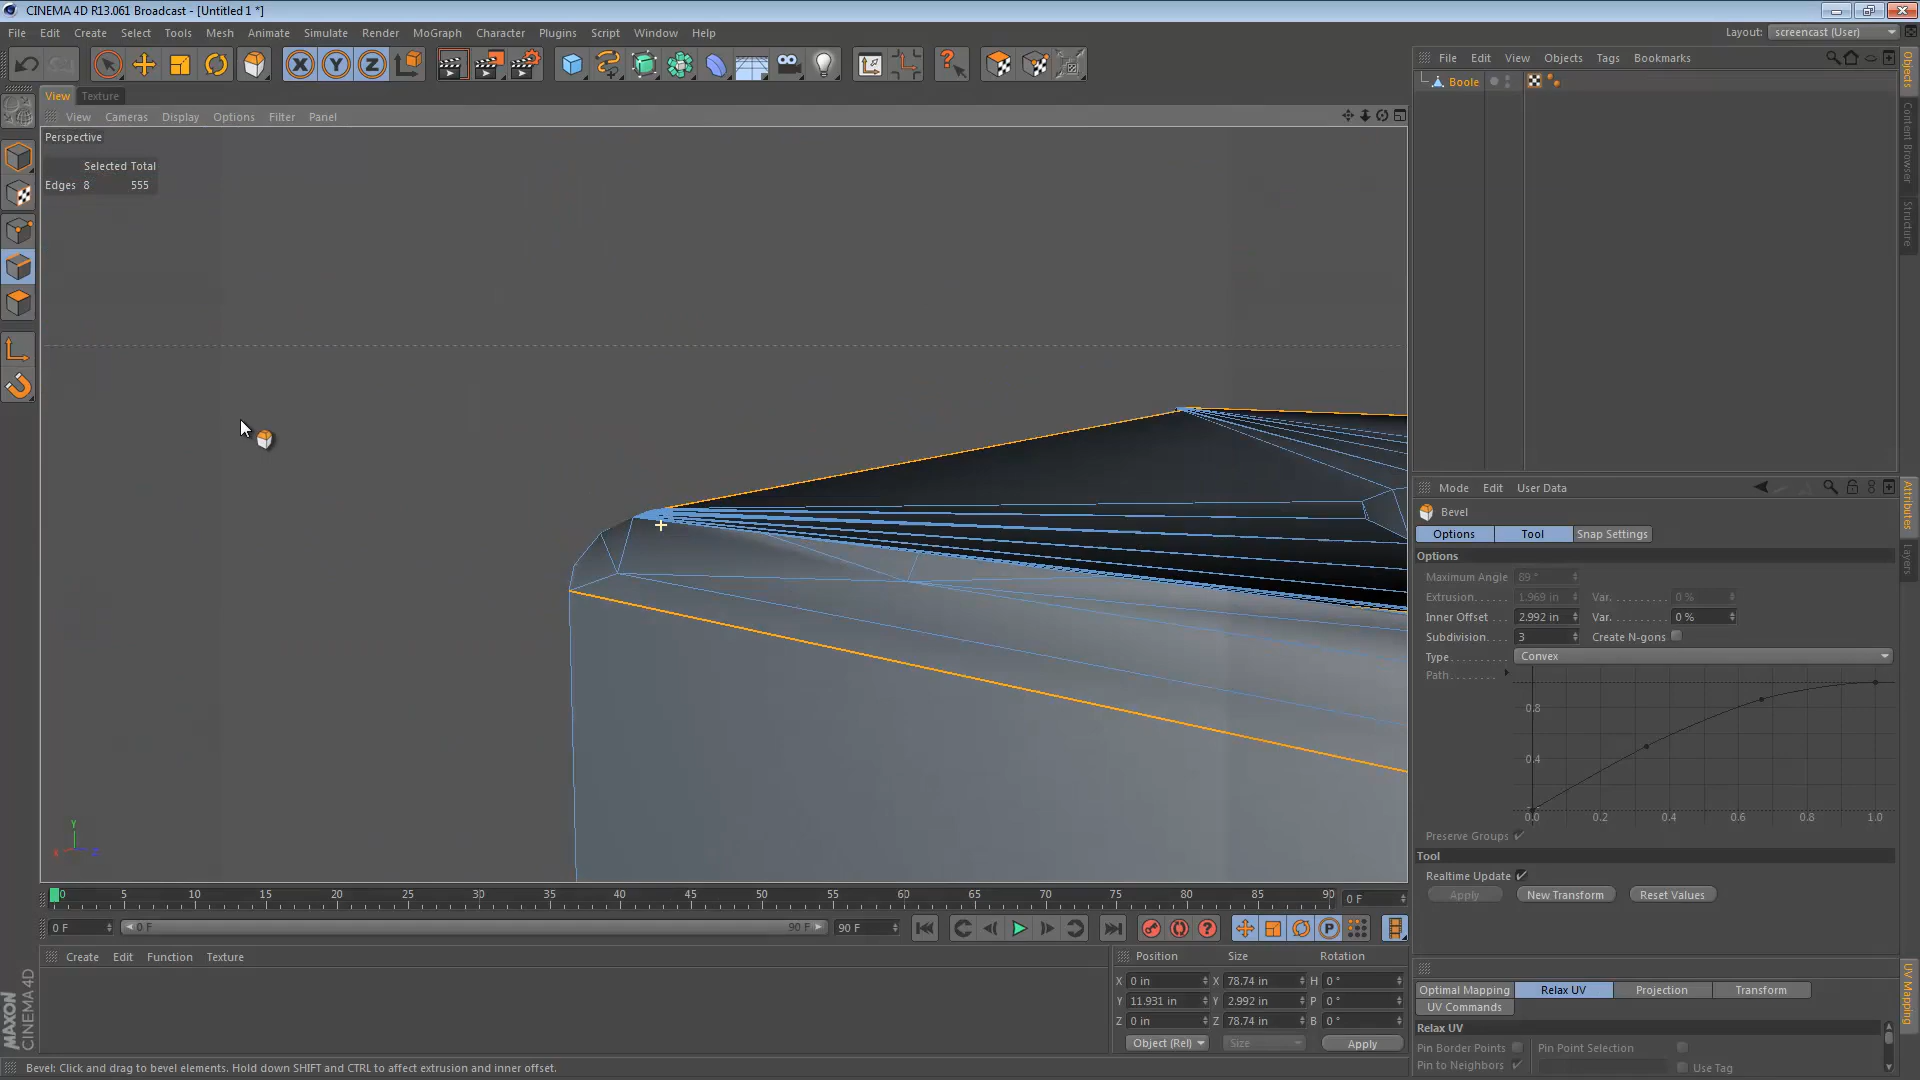 CINEMA 4D R13.061 Broadcast - [Untitled 1 *]
File Edit Create Select Tools Mesh Animate Simulate Render MoGraph Character Plugins Script Window Help
Layout: screencast (User)
X Y Z
View Texture
View Cameras Display Options Filter Panel
Perspective
Selected Total
Edges 8 555
Y
File Edit View Objects Tags Bookmarks
Boole
Objects
Content Browser
Structure
Mode Edit User Data
Bevel
Options Tool Snap Settings
Options
Maximum Angle 89 °
Extrusion 1.969 in Var. 0 %
Inner Offset 2.992 in Var. 0 %
Subdivision 3 Create N-gons
Type Convex
Path
0.8
0.4
0.0 0.2 0.4 0.6 0.8 1.0
Preserve Groups
Tool
Realtime Update
Apply New Transform Reset Values
Attributes
Layers
0 5 10 15 20 25 30 35 40 45 50 55 60 65 70 75 80 85 90 0 F
0 F 0 F 90 F 90 F
P
Create Edit Function Texture
Position Size Rotation
X 0 in X 78.74 in H 0 °
Y 11.931 in Y 2.992 in P 0 °
Z 0 in Z 78.74 in B 0 °
Object (Rel) Size Apply
MAXON
CINEMA 4D
Optimal Mapping Relax UV Projection Transform
UV Commands
Relax UV
Pin Border Points Pin Point Selection
Pin to Neighbors Use Tag
UV Mapping
Bevel: Click and drag to bevel elements. Hold down SHIFT and CTRL to affect extrusion and inner offset.